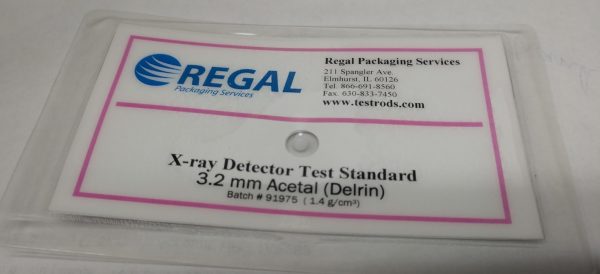 REGAL
Packaging Services
Regal Packaging Services
211 Spangler Ave.
Elmhurst, IL 60126
Tel. 866-691-8560
Fax. 630-833-7450
www.testrods.com
X-ray Detector Test Standard
3.2 mm Acetal (Delrin)
Batch # 91975 ( 1.4 g/cm³)